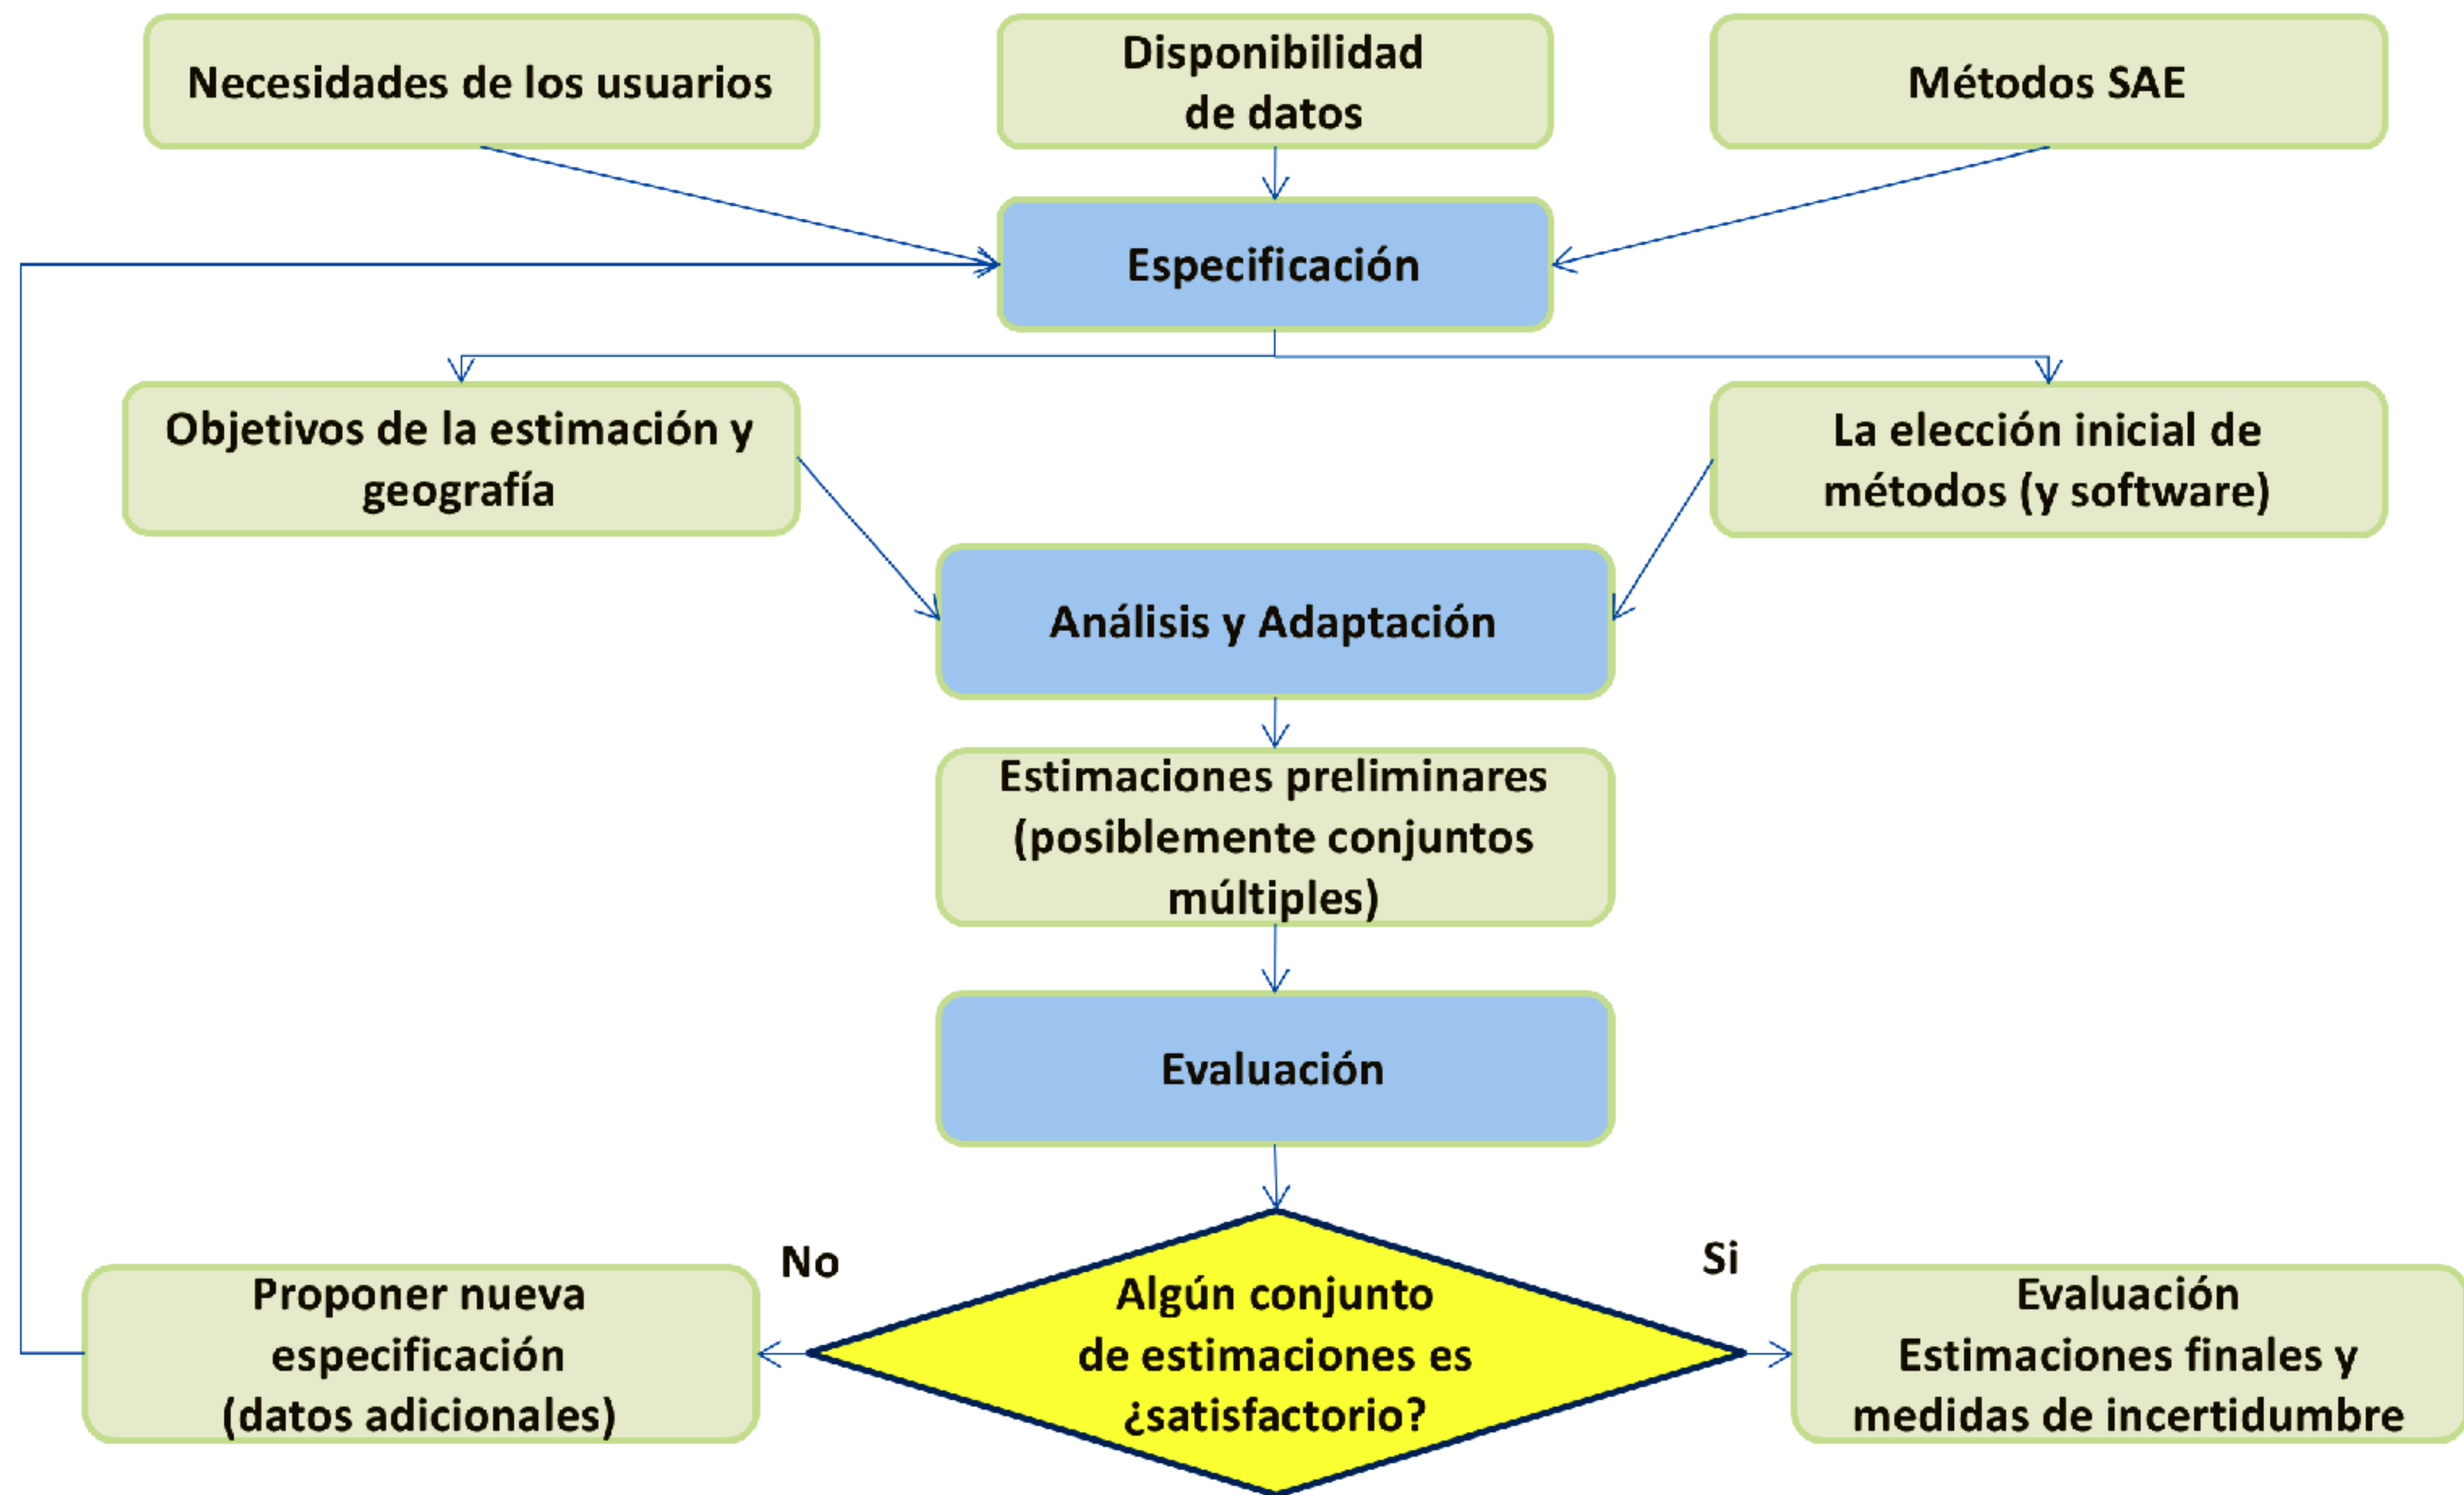 Necesidades de los usuarios
Disponibilidad
de datos
Métodos SAE
Especificación
Objetivos de la estimación y
geografía
La elección inicial de
métodos (y software)
Análisis y Adaptación
Estimaciones preliminares
(posiblemente conjuntos
múltiples)
Evaluación
No
Si
Proponer nueva
especificación
(datos adicionales)
Algún conjunto
de estimaciones es
¿satisfactorio?
Evaluación
Estimaciones finales y
medidas de incertidumbre